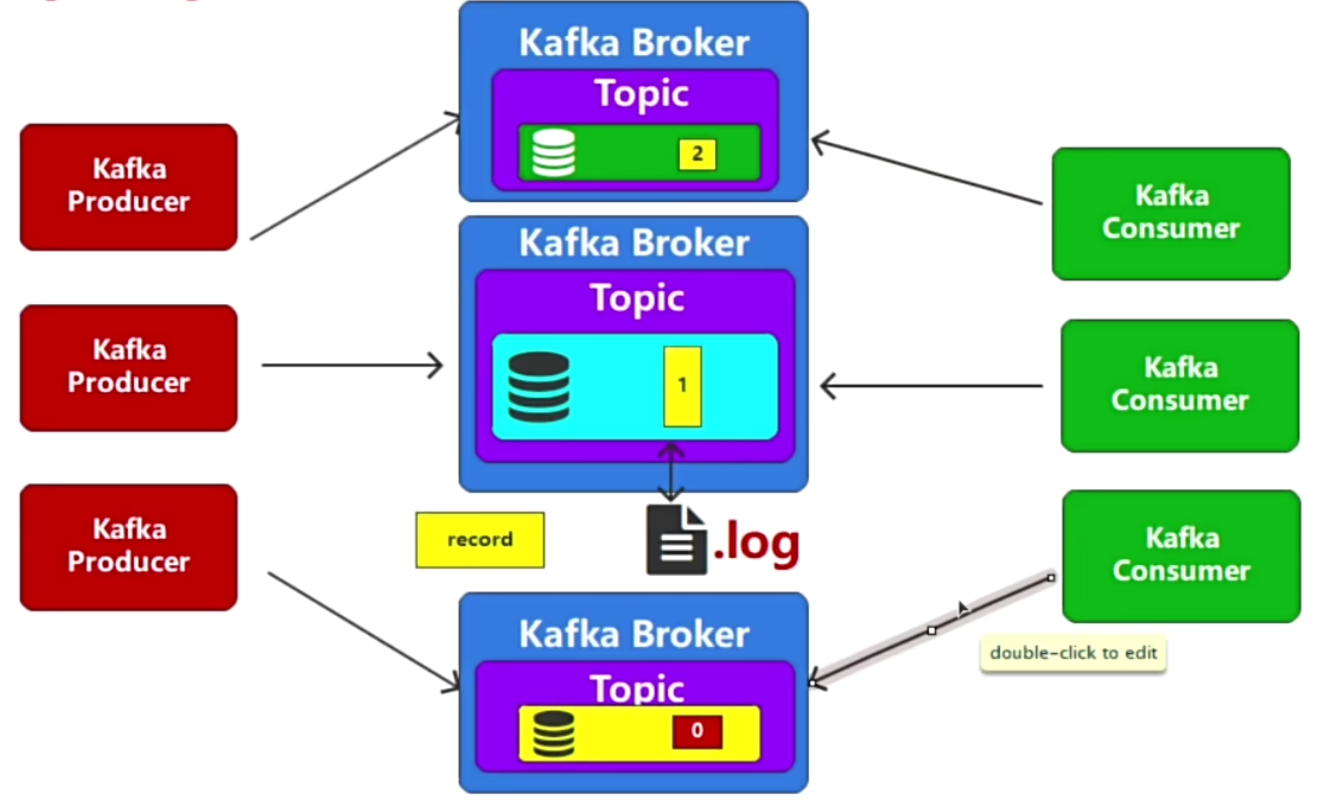 Kafka Broker
Topic
2
Kafka
Producer
Kafka
Consumer
Kafka Broker
Topic
1
Kafka
Producer
Kafka
Consumer
record
.log
Kafka
Producer
Kafka
Consumer
double-click to edit
Kafka Broker
Topic
0